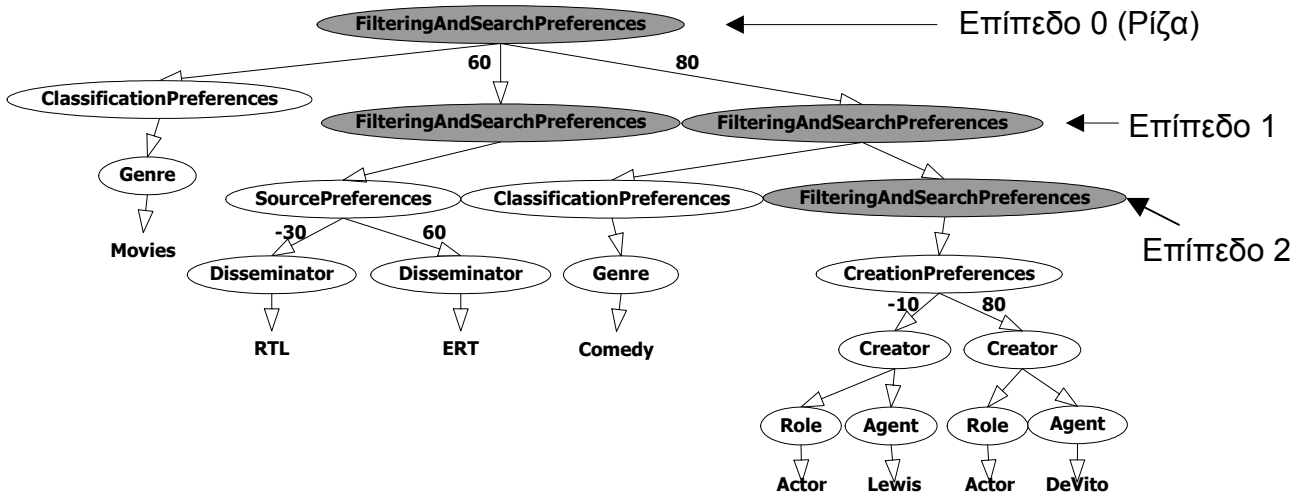 FilteringAndSearchPreferences
Επίπεδο 0 (Ρίζα)
60
80
ClassificationPreferences
FilteringAndSearchPreferences
FilteringAndSearchPreferences
Επίπεδο 1
Genre
SourcePreferences
ClassificationPreferences
FilteringAndSearchPreferences
Movies
-30
60
Επίπεδο 2
Disseminator
Disseminator
Genre
CreationPreferences
-10
80
RTL
ERT
Comedy
Creator
Creator
Role
Agent
Role
Agent
Actor
Lewis
Actor
DeVito